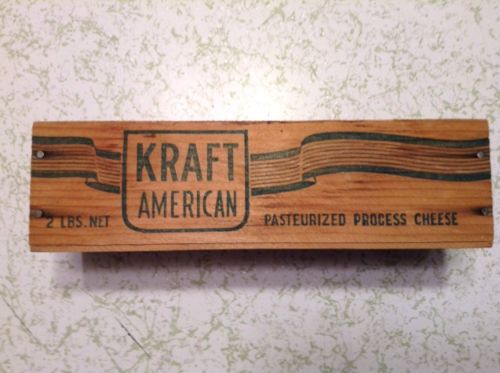 KRAFT
AMERICAN
2 LBS. NET
PASTEURIZED PROCESS CHEESE